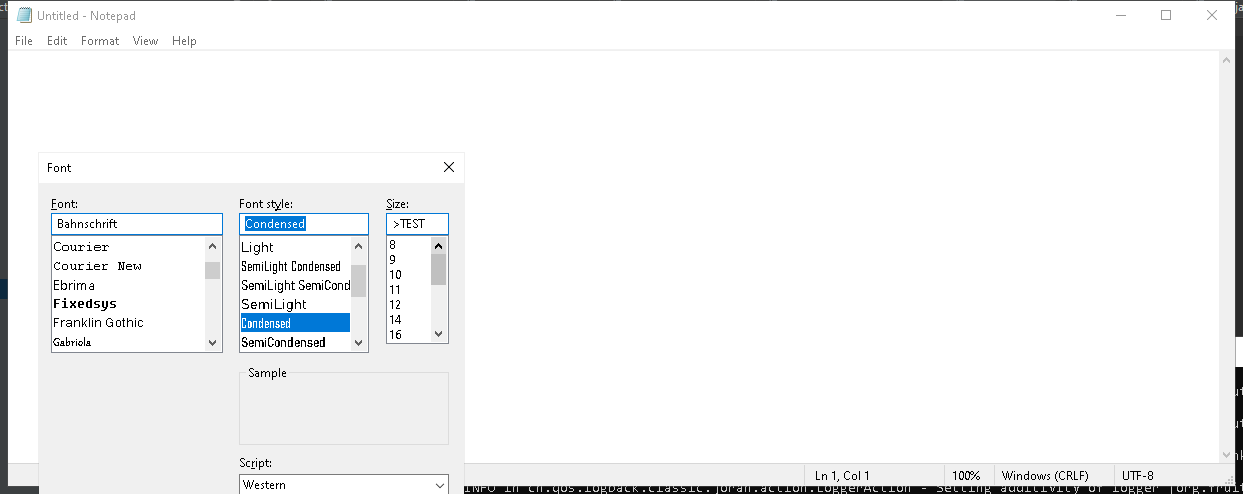 Untitled - Notepad
File Edit Format View Help
Font
Font: Font style: Size:
Bahnschrift Condensed >TEST
Courier
Courier New
Ebrima
Fixedsys
Franklin Gothic
Gabriola
Light
SemiLight Condensed
SemiLight SemiCond
SemiLight
Condensed
SemiCondensed
8
9
10
11
12
14
16
Sample
Script:
Western
Ln 1, Col 1 100% Windows (CRLF) UTF-8
INFO in ch.qos.logback.classic.joran.action.LoggerAction - Setting additivity of logger